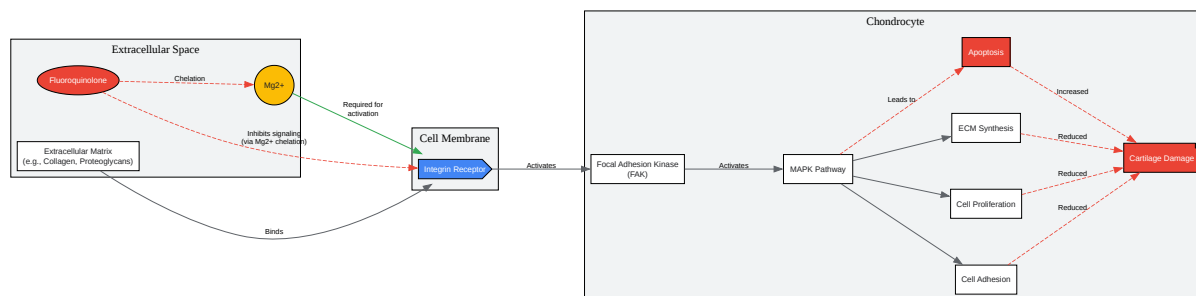 Chondrocyte
Extracellular Space
Fluoroquinolone
Chelation
Mg2+
Required for
activation
Inhibits signaling
(via Mg2+ chelation)
Extracellular Matrix
(e.g., Collagen, Proteoglycans)
Binds
Cell Membrane
Integrin Receptor
Activates
Focal Adhesion Kinase
(FAK)
Activates
MAPK Pathway
Leads to
Apoptosis
Increased
ECM Synthesis
Reduced
Cartilage Damage
Cell Proliferation
Reduced
Reduced
Cell Adhesion